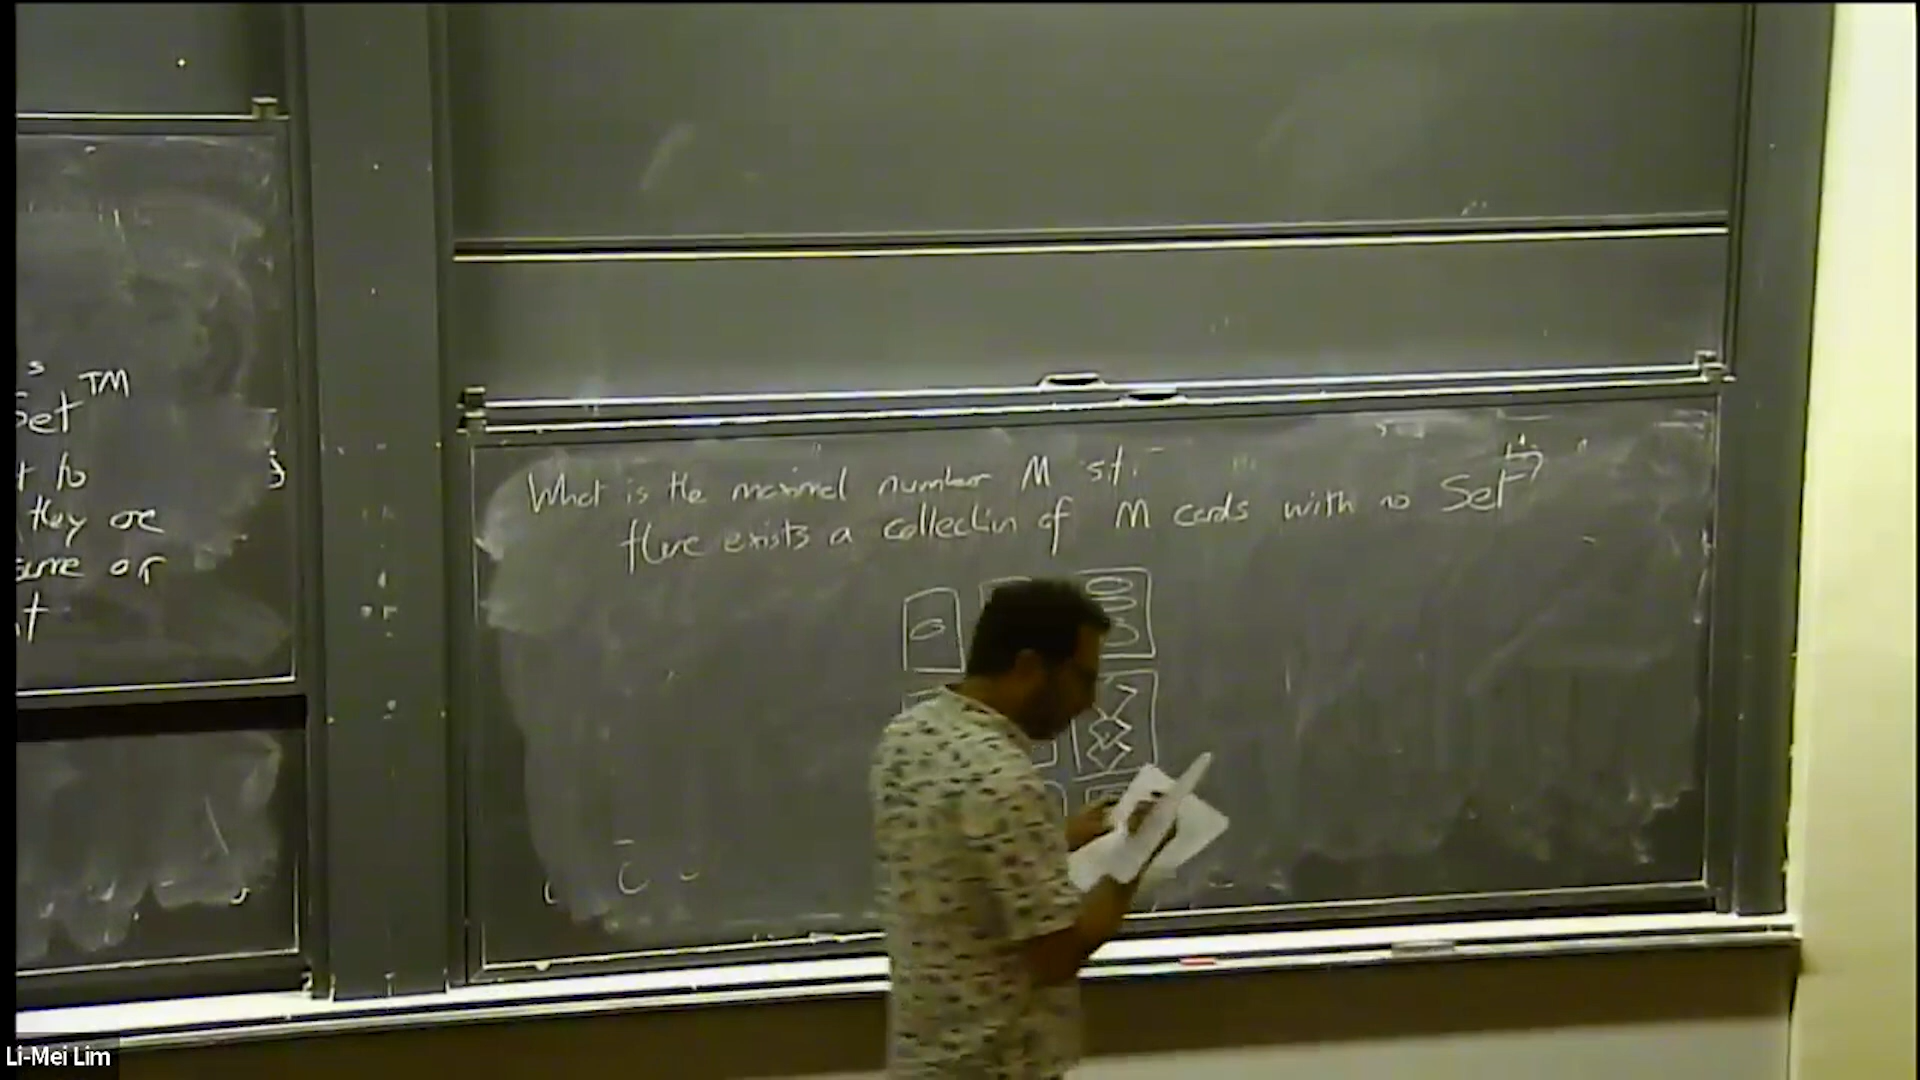 Set™
they are
same or
What is the maximal number M s.t.
there exists a collection of M cards with no Set?
Li-Mei Lim